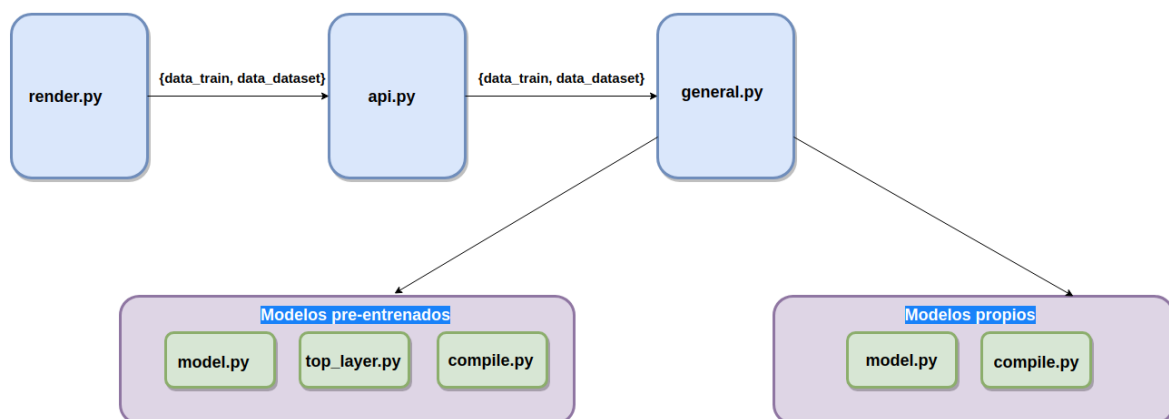 {data_train, data_dataset}
{data_train, data_dataset}
render.py
api.py
general.py
Modelos pre-entrenados
model.py
top_layer.py
compile.py
Modelos propios
model.py
compile.py